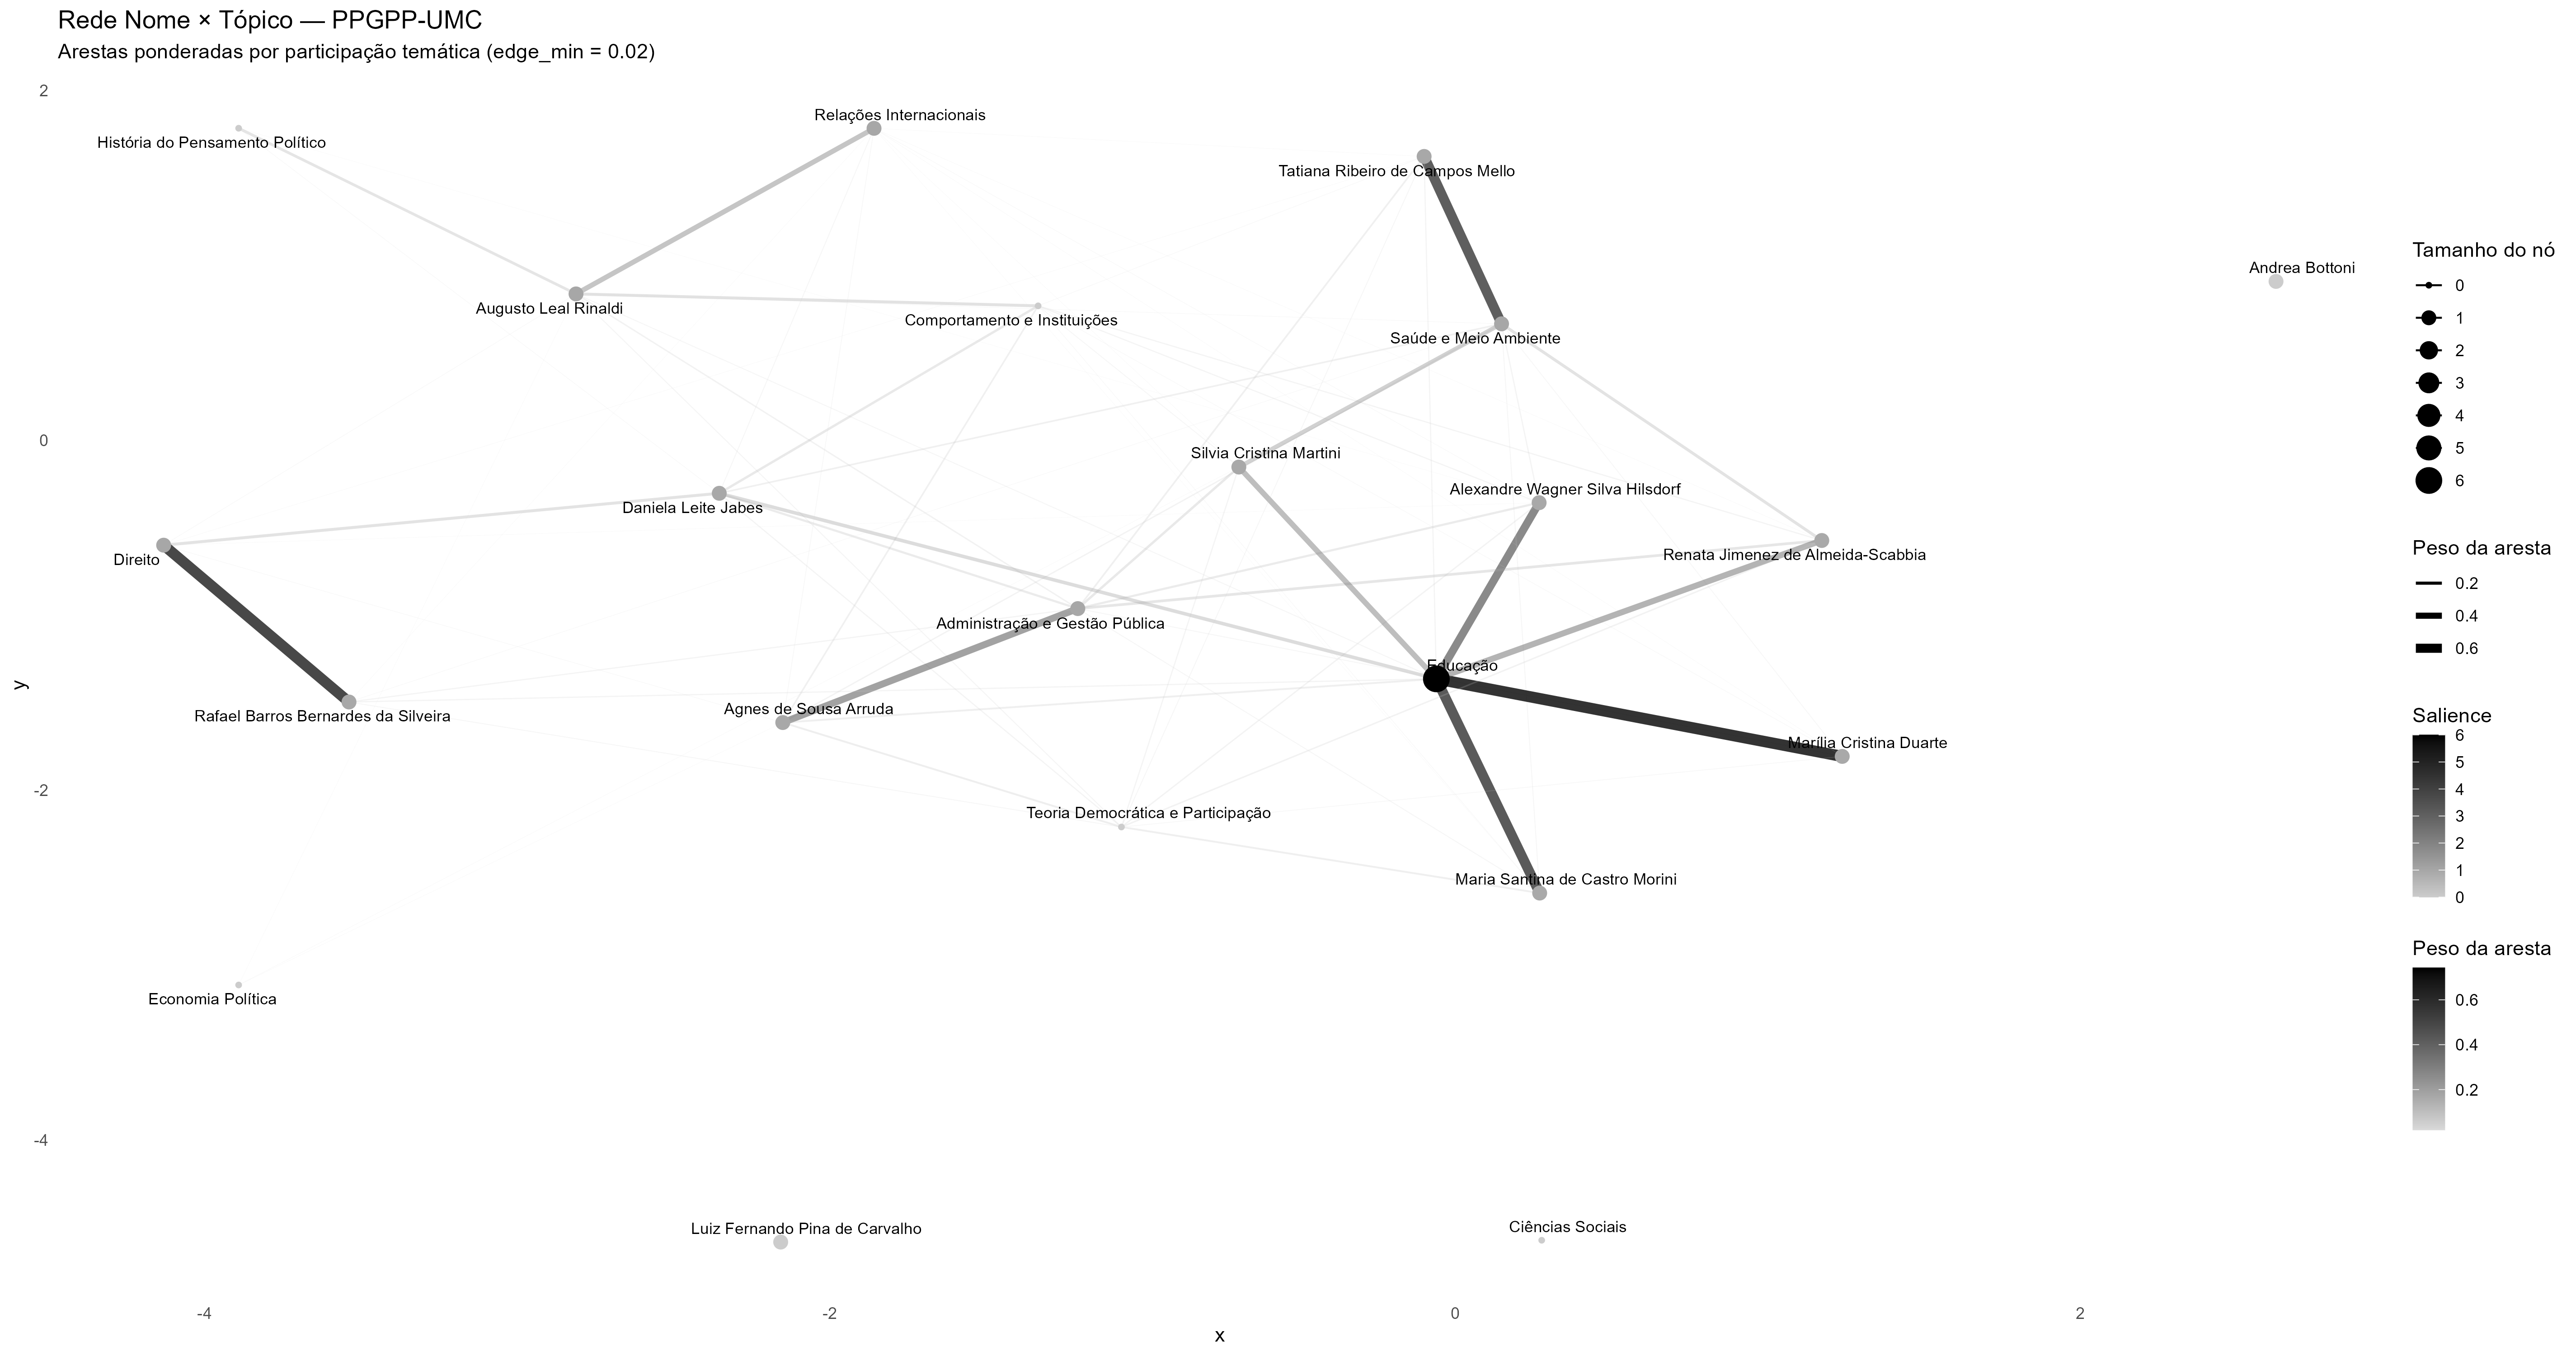 Rede Nome × Tópico — PPGPP-UMC
Arestas ponderadas por participação temática (edge_min = 0.02)
2
0
-2
-4
y
História do Pensamento Político
Relações Internacionais
Tatiana Ribeiro de Campos Mello
Andrea Bottoni
Augusto Leal Rinaldi
Comportamento e Instituições
Saúde e Meio Ambiente
Silvia Cristina Martini
Alexandre Wagner Silva Hilsdorf
Daniela Leite Jabes
Direito
Renata Jimenez de Almeida-Scabbia
Administração e Gestão Pública
Educação
Rafael Barros Bernardes da Silveira
Agnes de Sousa Arruda
Marília Cristina Duarte
Teoria Democrática e Participação
Maria Santina de Castro Morini
Economia Política
Luiz Fernando Pina de Carvalho
Ciências Sociais
-4
-2
0
2
x
Tamanho do nó
0
1
2
3
4
5
6
Peso da aresta
0.2
0.4
0.6
Salience
6
5
4
3
2
1
0
Peso da aresta
0.6
0.4
0.2